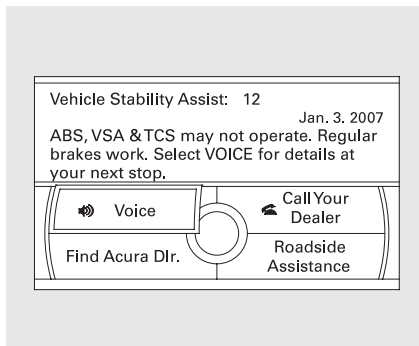 Vehicle Stability Assist: 12
Jan. 3. 2007
ABS, VSA & TCS may not operate. Regular
brakes work. Select VOICE for details at
your next stop.
Voice
Call Your
Dealer
Find Acura Dlr.
Roadside
Assistance